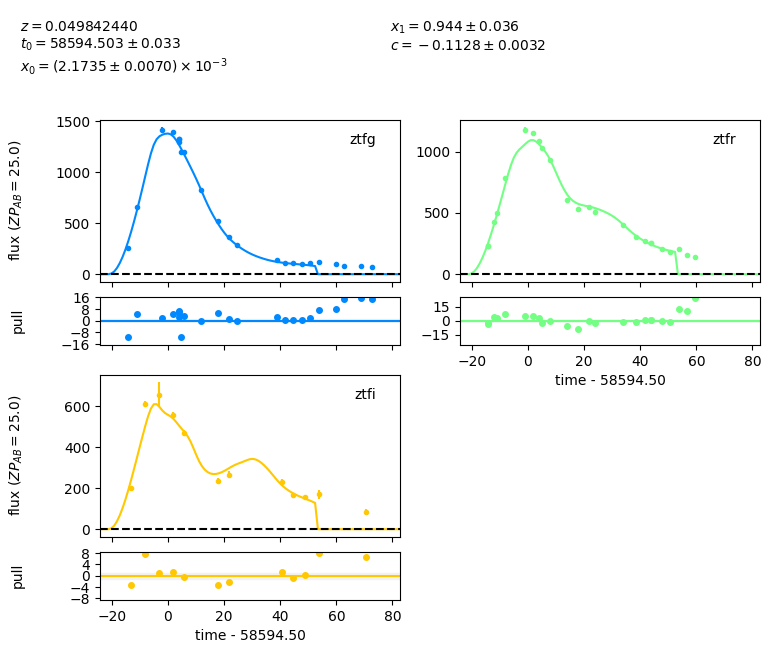 z = 0.049842440
t₀ = 58594.503 ± 0.033
x₀ = (2.1735 ± 0.0070) × 10⁻³
x₁ = 0.944 ± 0.036
c = −0.1128 ± 0.0032
ztfg
1500
1000
500
0
flux (ZP_AB = 25.0)
16
8
0
−8
−16
pull
ztfr
1000
500
0
15
0
−15
−20 0 20 40 60 80
time - 58594.50
ztfi
600
400
200
0
flux (ZP_AB = 25.0)
8
4
0
−4
−8
pull
−20 0 20 40 60 80
time - 58594.50